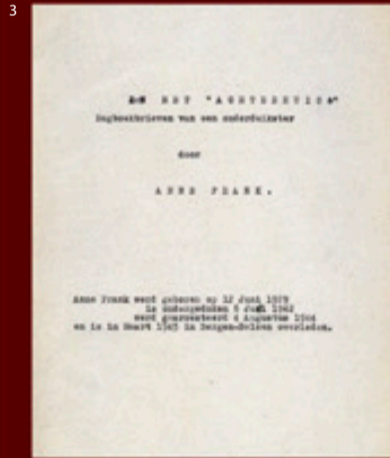 3
IN HET "ACHTERHUIS"
Dagboekbrieven van een onderduikster
door
ANNE FRANK.
Anne Frank werd geboren op 12 Juni 1929
is ondergedoken 6 Juli 1942
werd gearresteerd 4 Augustus 1944
en is in Maart 1945 in Bergen-Belsen overleden.